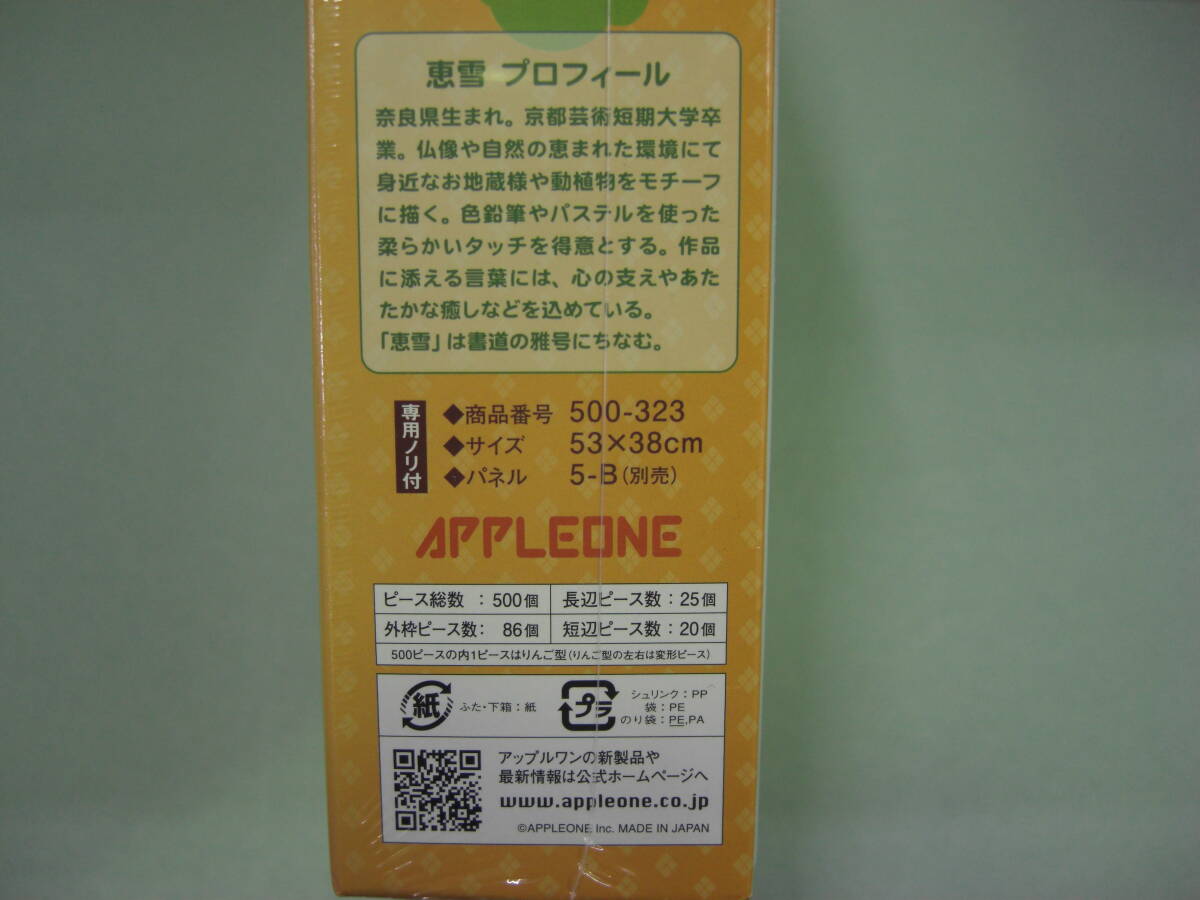 恵雪 プロフィール
奈良県生まれ。京都芸術短期大学卒
業。仏像や自然の恵まれた環境にて
身近なお地蔵様や動植物をモチーフ
に描く。色鉛筆やパステルを使った
柔らかいタッチを得意とする。作品
に添える言葉には、心の支えやあた
たかな癒しなどを込めている。
「恵雪」は書道の雅号にちなむ。
専用ノリ付
◆商品番号 500-323
◆サイズ 53×38cm
◆パネル 5-B(別売)
APPLEONE
ピース総数 : 500個 長辺ピース数 : 25個
外枠ピース数: 86個 短辺ピース数 : 20個
500ピースの内1ピースはりんご型(りんご型の左右は変形ピース)
紙 ふた・下箱:紙
プラ シュリンク:PP
袋:PE
のり袋:PE,PA
アップルワンの新製品や
最新情報は公式ホームページへ
www.appleone.co.jp
©APPLEONE Inc. MADE IN JAPAN